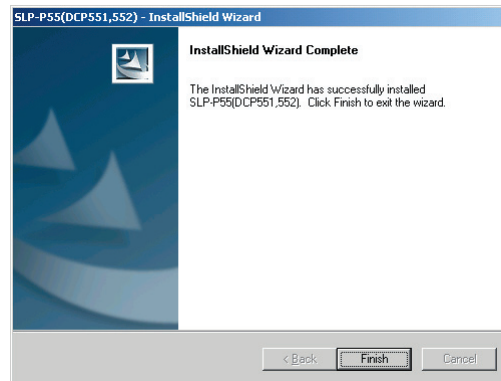 SLP-P55(DCP551,552) - InstallShield Wizard
InstallShield Wizard Complete
The InstallShield Wizard has successfully installed
SLP-P55(DCP551,552). Click Finish to exit the wizard.
< Back
Finish
Cancel